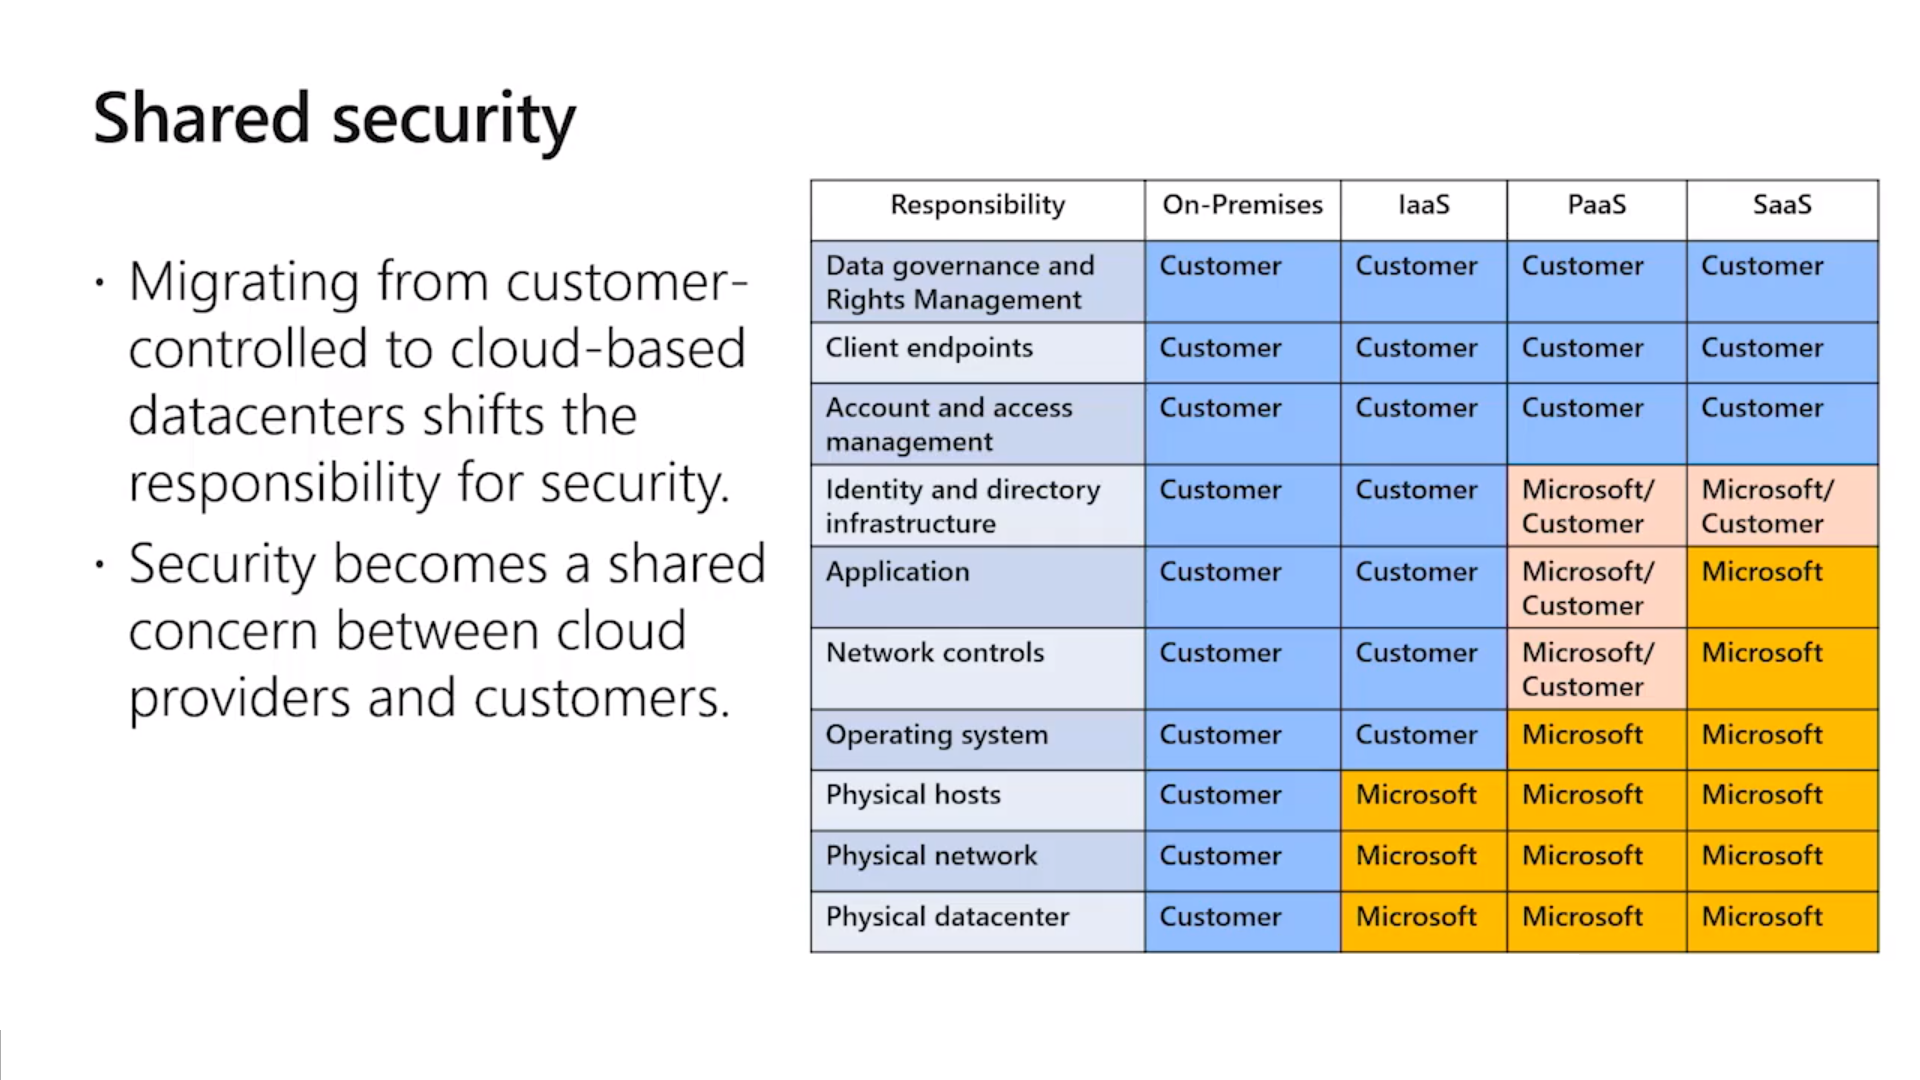 Shared security
• Migrating from customer-
controlled to cloud-based
datacenters shifts the
responsibility for security.
• Security becomes a shared
concern between cloud
providers and customers.
Responsibility On-Premises IaaS PaaS SaaS
Data governance and Customer Customer Customer Customer
Rights Management
Client endpoints Customer Customer Customer Customer
Account and access Customer Customer Customer Customer
management
Identity and directory Customer Customer Microsoft/ Microsoft/
infrastructure Customer Customer
Application Customer Customer Microsoft/ Microsoft
Customer
Network controls Customer Customer Microsoft/ Microsoft
Customer
Operating system Customer Customer Microsoft Microsoft
Physical hosts Customer Microsoft Microsoft Microsoft
Physical network Customer Microsoft Microsoft Microsoft
Physical datacenter Customer Microsoft Microsoft Microsoft